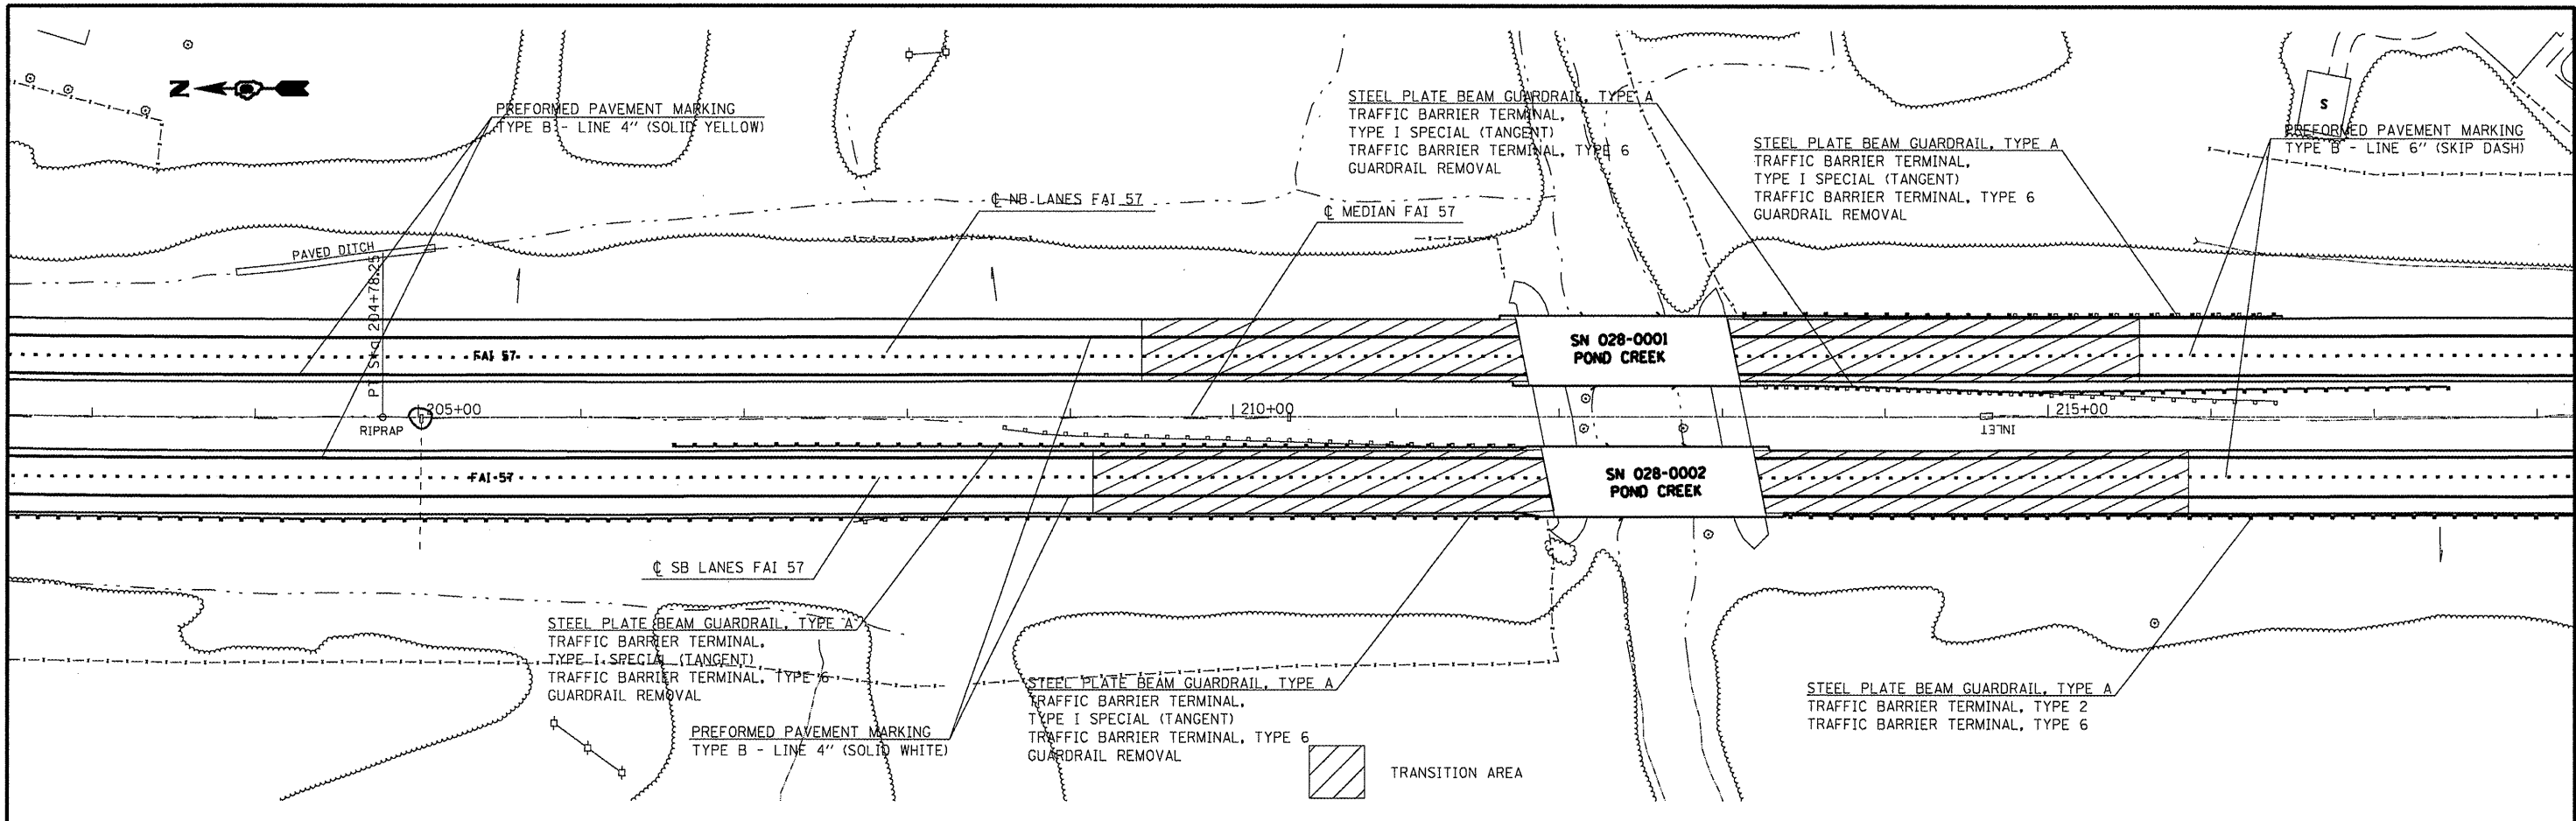 N
PREFORMED PAVEMENT MARKING
TYPE B - LINE 4" (SOLID YELLOW)
STEEL PLATE BEAM GUARDRAIL, TYPE A
TRAFFIC BARRIER TERMINAL,
TYPE I SPECIAL (TANGENT)
TRAFFIC BARRIER TERMINAL, TYPE 6
GUARDRAIL REMOVAL
STEEL PLATE BEAM GUARDRAIL, TYPE A
TRAFFIC BARRIER TERMINAL,
TYPE I SPECIAL (TANGENT)
TRAFFIC BARRIER TERMINAL, TYPE 6
GUARDRAIL REMOVAL
S
PREFORMED PAVEMENT MARKING
TYPE B - LINE 6" (SKIP DASH)
℄ NB LANES FAI 57
℄ MEDIAN FAI 57
PAVED DITCH
PT Sta 204+78.25
FAI 57
SN 028-0001
POND CREEK
205+00
210+00
215+00
RIPRAP
INLET
FAI 57
SN 028-0002
POND CREEK
℄ SB LANES FAI 57
STEEL PLATE BEAM GUARDRAIL, TYPE A
TRAFFIC BARRIER TERMINAL,
TYPE I SPECIAL (TANGENT)
TRAFFIC BARRIER TERMINAL, TYPE 6
GUARDRAIL REMOVAL
PREFORMED PAVEMENT MARKING
TYPE B - LINE 4" (SOLID WHITE)
STEEL PLATE BEAM GUARDRAIL, TYPE A
TRAFFIC BARRIER TERMINAL,
TYPE I SPECIAL (TANGENT)
TRAFFIC BARRIER TERMINAL, TYPE 6
GUARDRAIL REMOVAL
STEEL PLATE BEAM GUARDRAIL, TYPE A
TRAFFIC BARRIER TERMINAL, TYPE 2
TRAFFIC BARRIER TERMINAL, TYPE 6
TRANSITION AREA